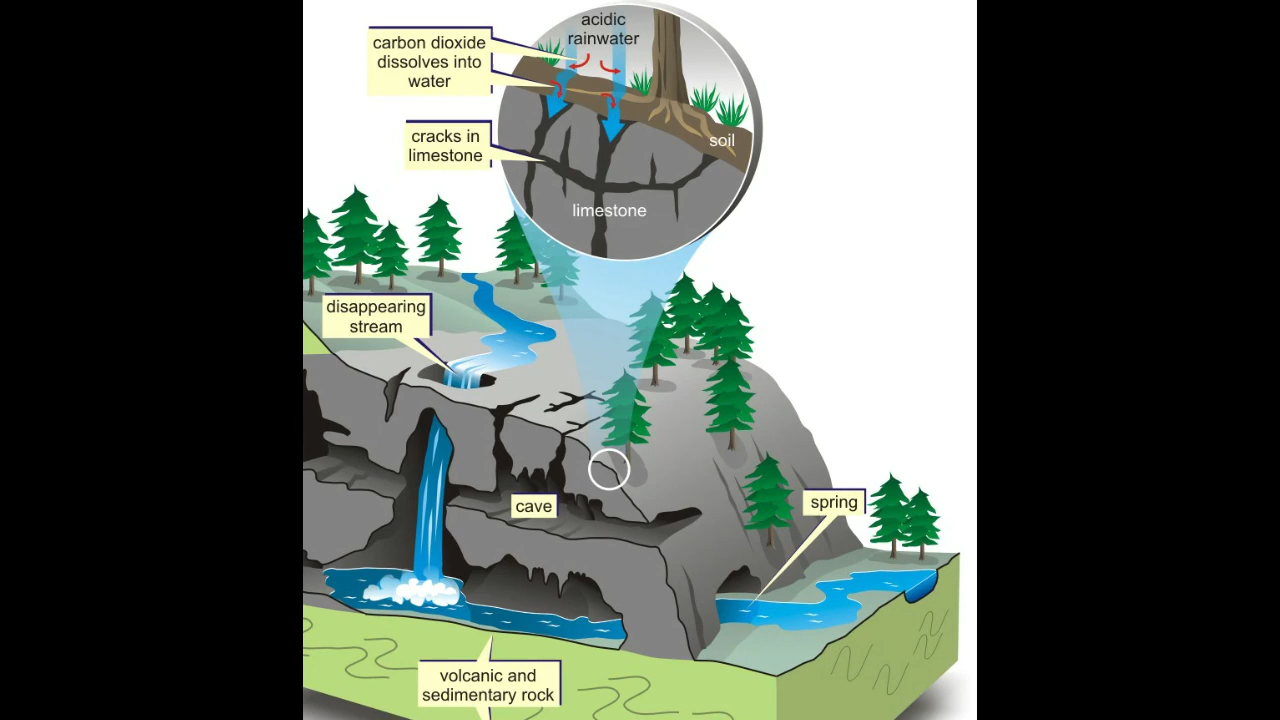 acidic
rainwater
carbon dioxide
dissolves into
water
cracks in
limestone
soil
limestone
disappearing
stream
cave
spring
volcanic and
sedimentary rock